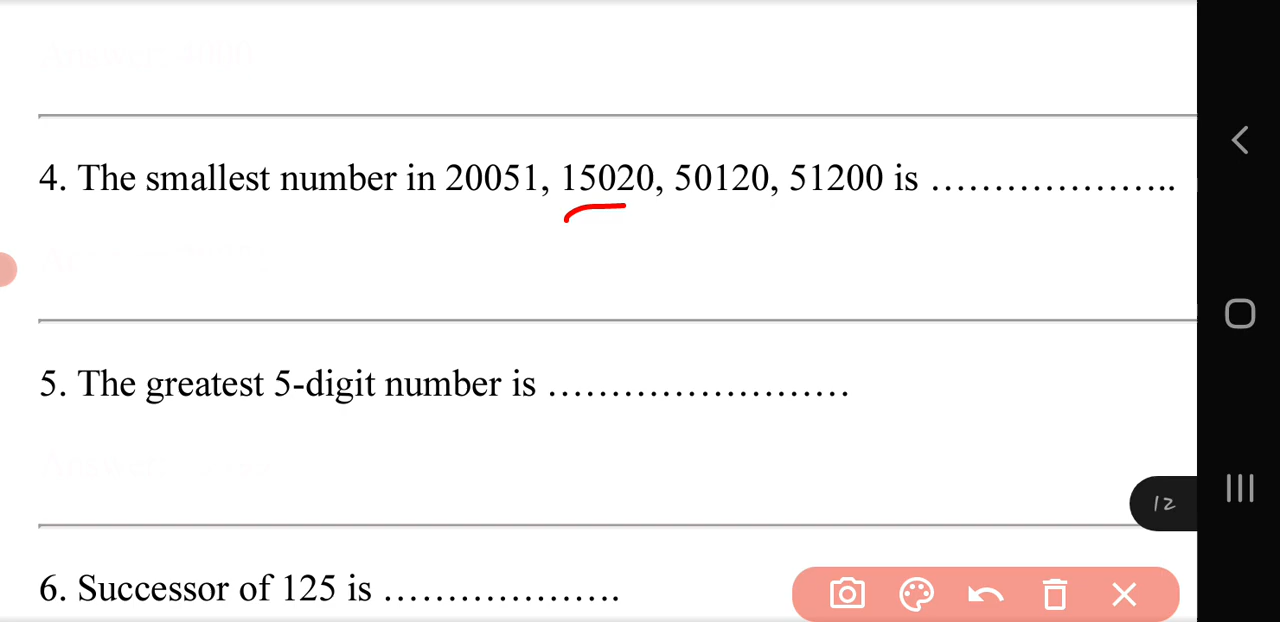 4. The smallest number in 20051, 15020, 50120, 51200 is ………………..
5. The greatest 5-digit number is ……………………
12
6. Successor of 125 is ……………….